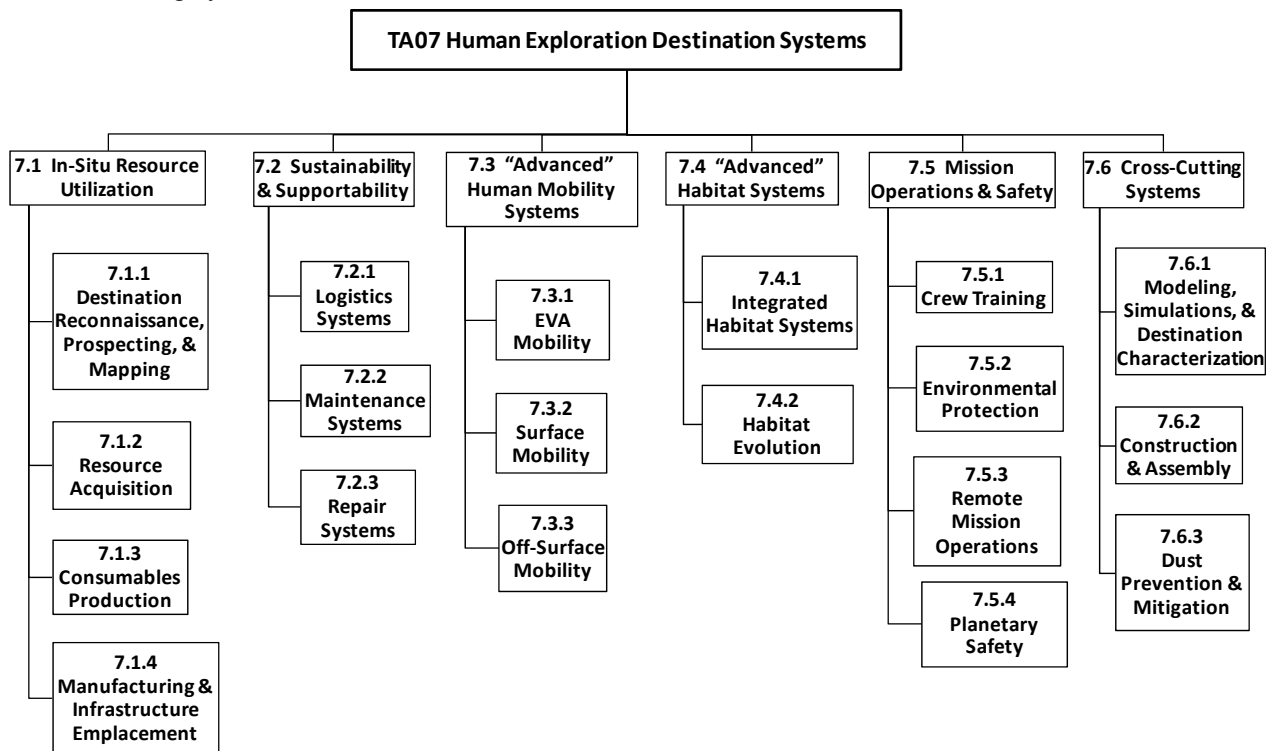 TA07 Human Exploration Destination Systems
7.1 In-Situ Resource
Utilization
7.1.1
Destination
Reconnaissance,
Prospecting, &
Mapping
7.1.2
Resource
Acquisition
7.1.3
Consumables
Production
7.1.4
Manufacturing &
Infrastructure
Emplacement
7.2 Sustainability
& Supportability
7.2.1
Logistics
Systems
7.2.2
Maintenance
Systems
7.2.3
Repair
Systems
7.3 “Advanced”
Human Mobility
Systems
7.3.1
EVA
Mobility
7.3.2
Surface
Mobility
7.3.3
Off-Surface
Mobility
7.4 “Advanced”
Habitat Systems
7.4.1
Integrated
Habitat Systems
7.4.2
Habitat
Evolution
7.5 Mission
Operations & Safety
7.5.1
Crew Training
7.5.2
Environmental
Protection
7.5.3
Remote
Mission
Operations
7.5.4
Planetary
Safety
7.6 Cross-Cutting
Systems
7.6.1
Modeling,
Simulations, &
Destination
Characterization
7.6.2
Construction
& Assembly
7.6.3
Dust
Prevention &
Mitigation